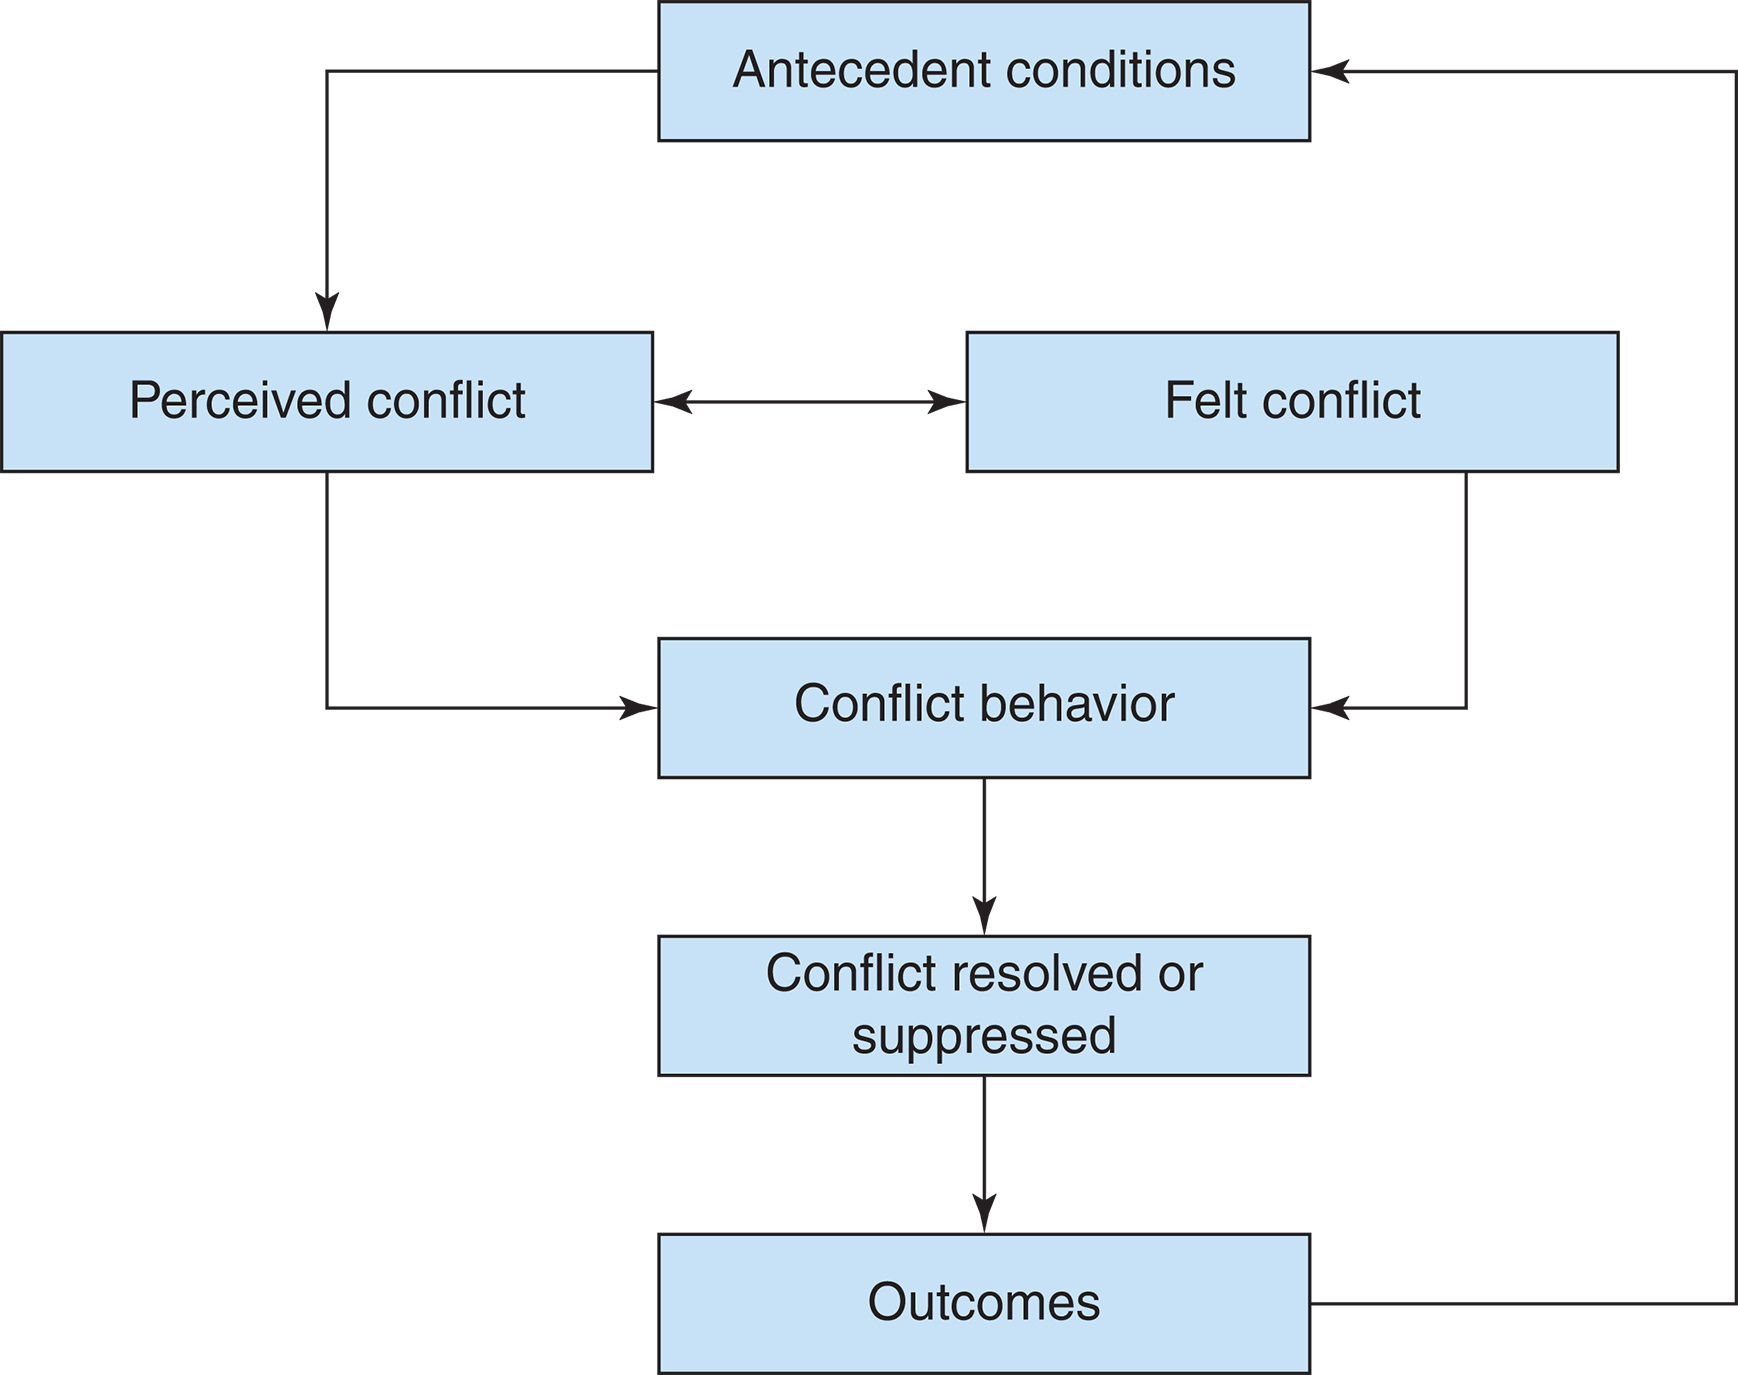 Antecedent conditions
Perceived conflict
Felt conflict
Conflict behavior
Conflict resolved or
suppressed
Outcomes